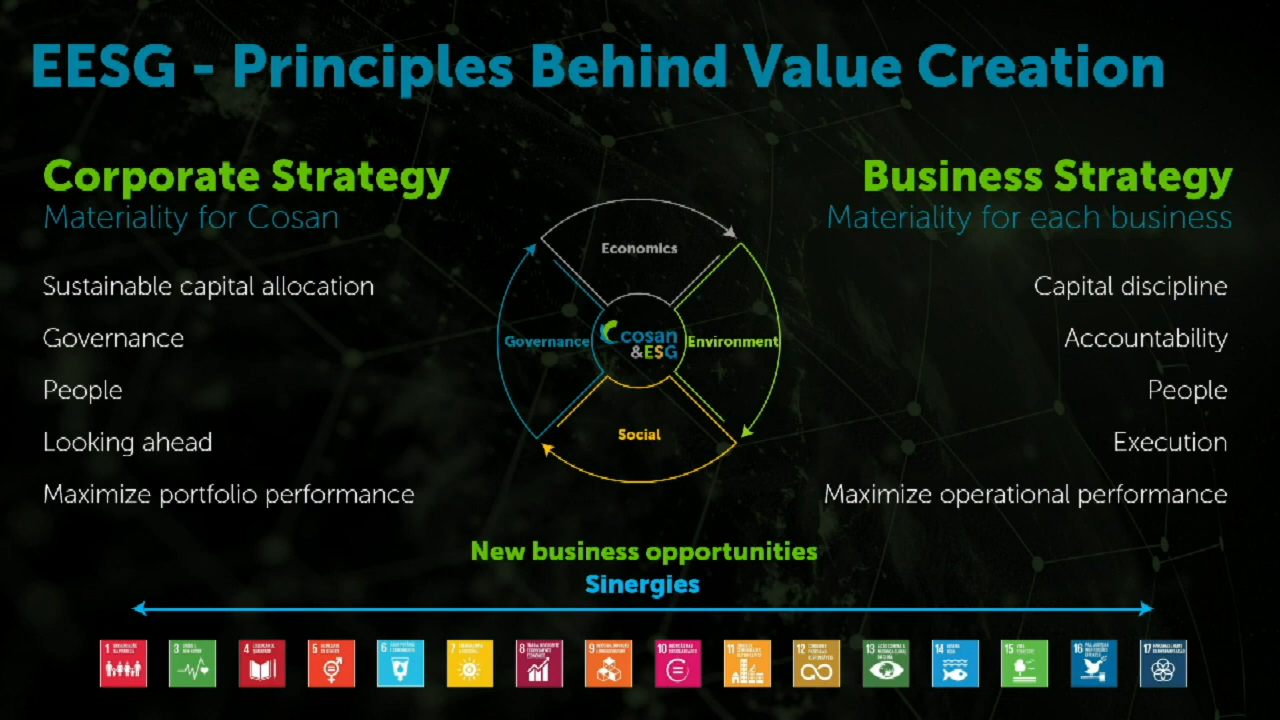 EESG - Principles Behind Value Creation
Corporate Strategy
Materiality for Cosan
Sustainable capital allocation
Governance
People
Looking ahead
Maximize portfolio performance
Economics
Governance
cosan
&ESG
Environment
Social
Business Strategy
Materiality for each business
Capital discipline
Accountability
People
Execution
Maximize operational performance
New business opportunities
Sinergies
1
3
4
5
6
7
8
9
10
11
12
13
14
15
16
17